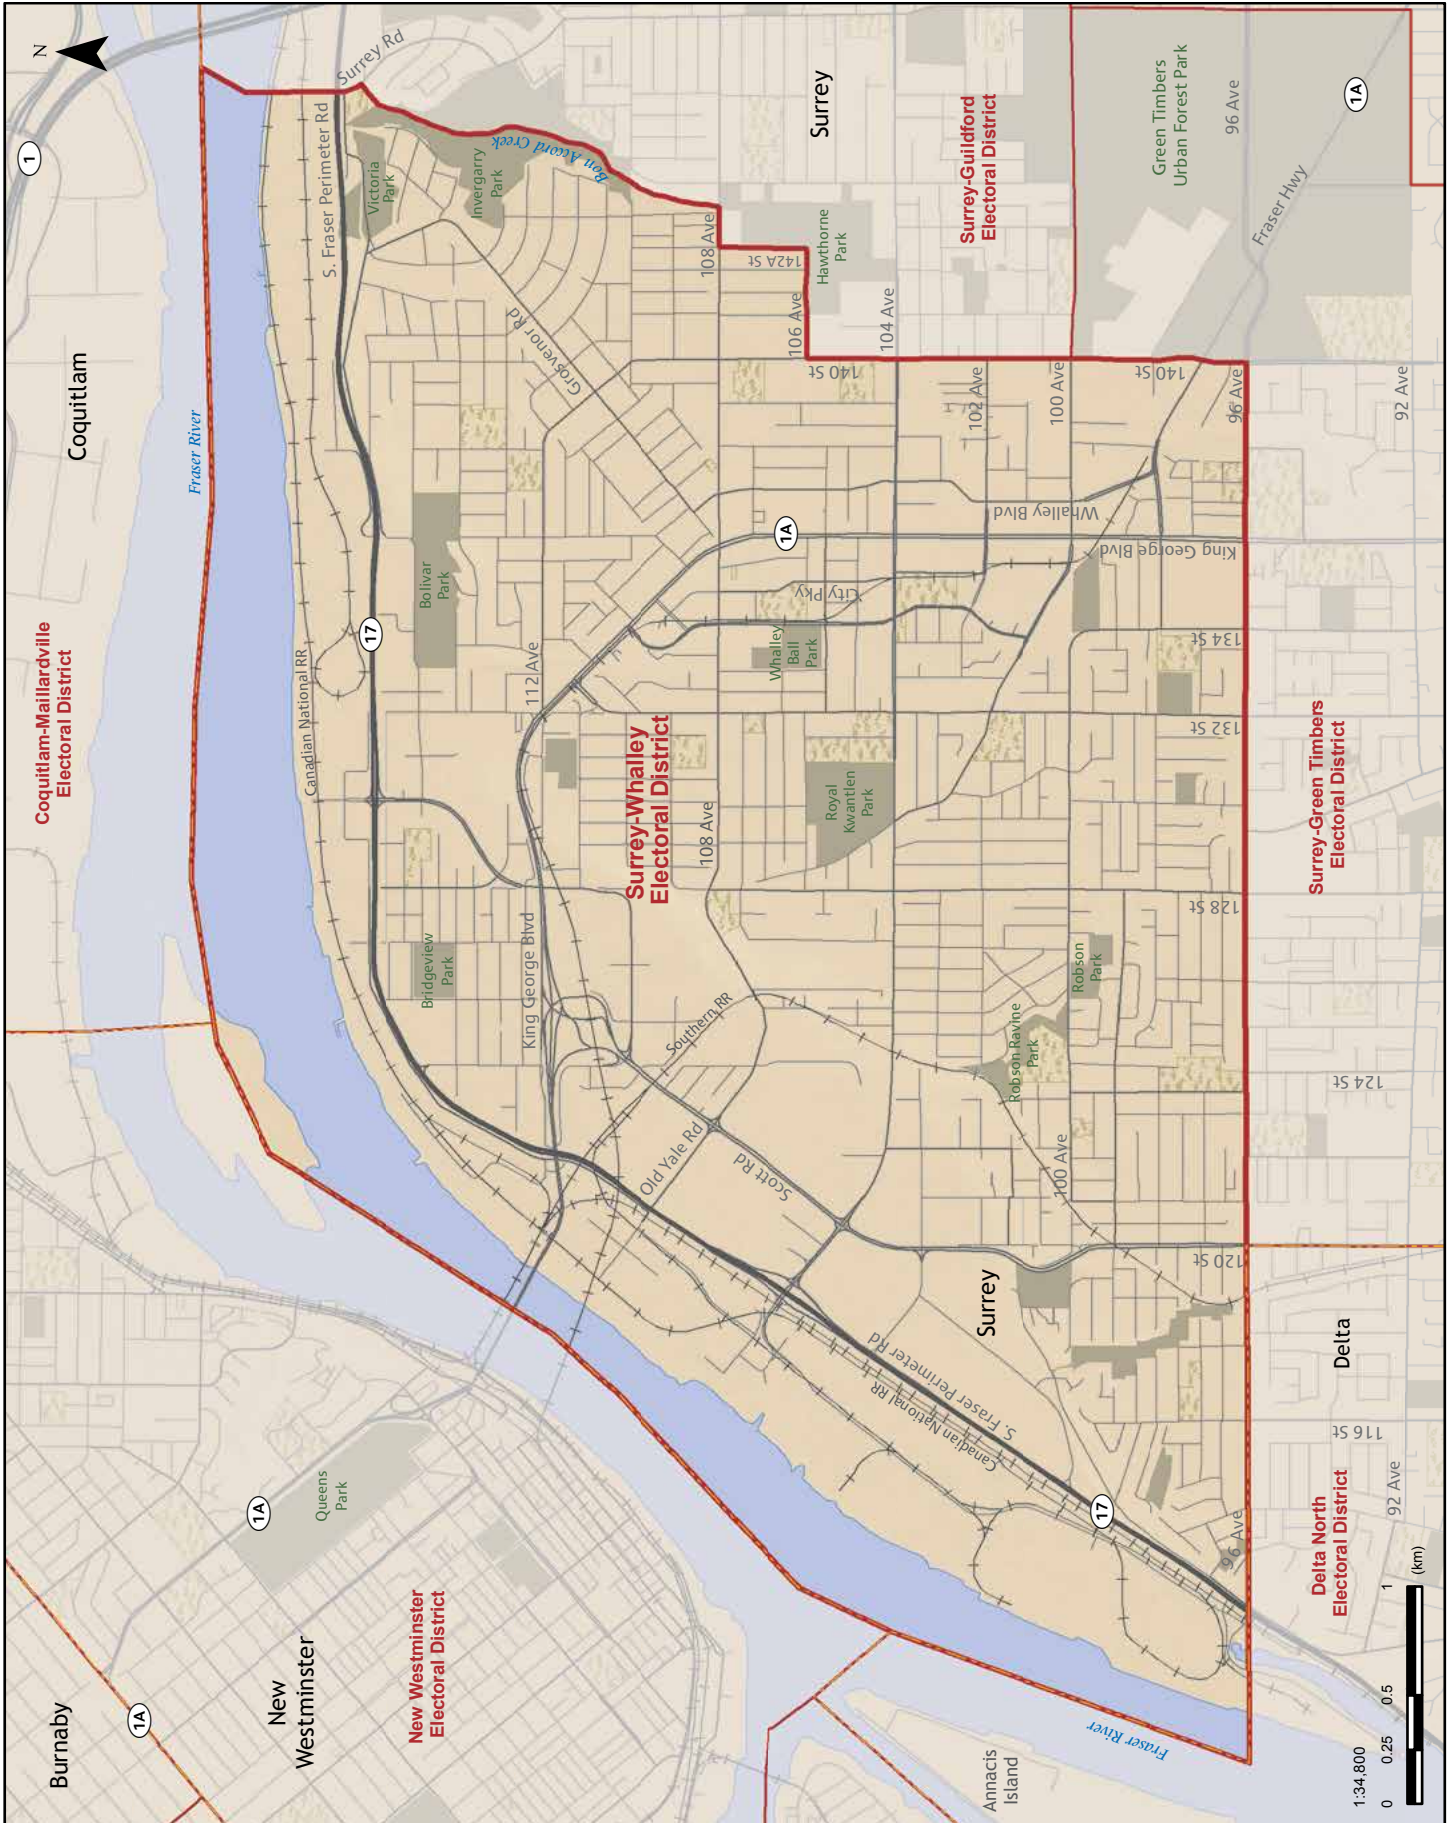 N
1
Coquitlam
Fraser River
Coquitlam-Maillardville
Electoral District
Burnaby
1A
New
Westminster
New Westminster
Electoral District
1A
Queens
Park
Surrey Rd
S. Fraser Perimeter Rd
Victoria
Park
Invergarry
Park
Bon Accord Creek
Surrey
Surrey-Guildford
Electoral District
Green Timbers
Urban Forest Park
96 Ave
1A
Fraser Hwy
Hawthorne
Park
108 Ave
142A St
106 Ave
104 Ave
140 St
102 Ave
100 Ave
140 St
96 Ave
92 Ave
Grosvenor Rd
Canadian National RR
17
Bolivar
Park
112 Ave
1A
Whalley Blvd
King George Blvd
City Pky
Whalley
Ball
Park
134 St
132 St
Surrey-Whalley
Electoral District
108 Ave
Royal
Kwantlen
Park
128 St
Surrey-Green Timbers
Electoral District
Bridgeview
Park
King George Blvd
Southern RR
Robson
Park
Robson Ravine
Park
124 St
100 Ave
Old Yale Rd
Scott Rd
120 St
Surrey
S. Fraser Perimeter Rd
Canadian National RR
17
96 Ave
Delta
116 St
92 Ave
Delta North
Electoral District
Fraser River
Annacis
Island
1:34,800
0
0.25
0.5
1
(km)